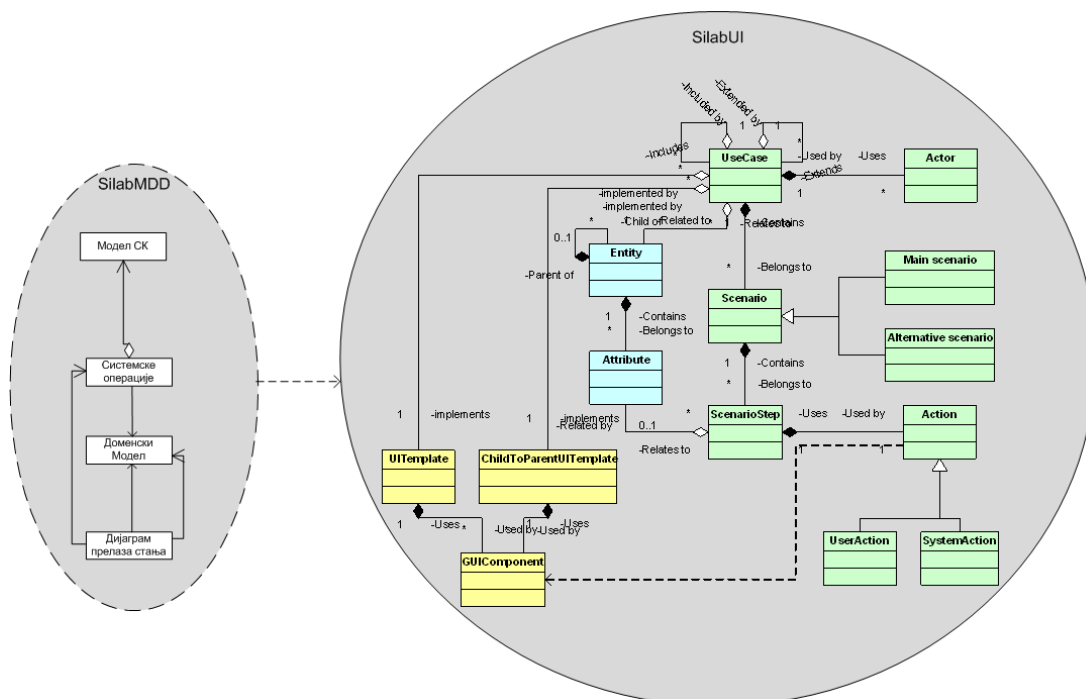 SilabMDD
Модел СК
Системске
операције
Доменски
Модел
Дијаграм
прелаза стања
SilabUI
-Included by
-Extended by
1
1
*
-Includes
*
*
UseCase
-Used by
-Uses
Actor
-Extends
1
*
*
-implemented by
-implemented by
*
1
-Child of
-Related to
*
1
-Contains
-Relates to
0..1
Entity
-Parent of
*
-Belongs to
Main scenario
Scenario
Alternative scenario
1
-Contains
*
-Belongs to
Attribute
1
-Contains
*
-Belongs to
1
-implements
1
-implements
-Related by
0..1
*
-Relates to
ScenarioStep
-Uses
-Used by
Action
1
1
UITemplate
ChildToParentUITemplate
1
-Uses
*
-Used by
-Used by
*
1
-Uses
GUIComponent
UserAction
SystemAction